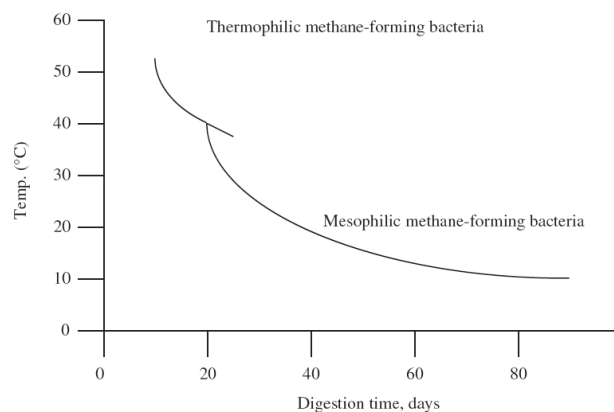 60
Thermophilic methane-forming bacteria
50
40
30
20
10
0
Temp. (°C)
Mesophilic methane-forming bacteria
0 20 40 60 80
Digestion time, days